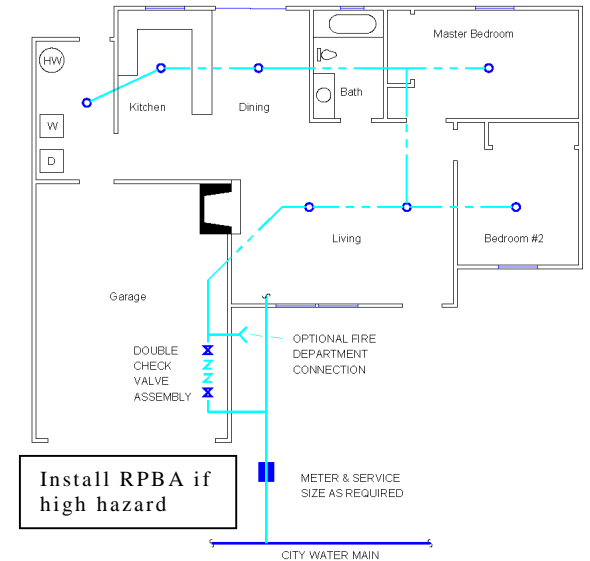 Master Bedroom
HW
Kitchen
Dining
Bath
W
D
Living
Bedroom #2
Garage
OPTIONAL FIRE
DEPARTMENT
CONNECTION
DOUBLE
CHECK
VALVE
ASSEMBLY
Install RPBA if
high hazard
METER & SERVICE
SIZE AS REQUIRED
CITY WATER MAIN